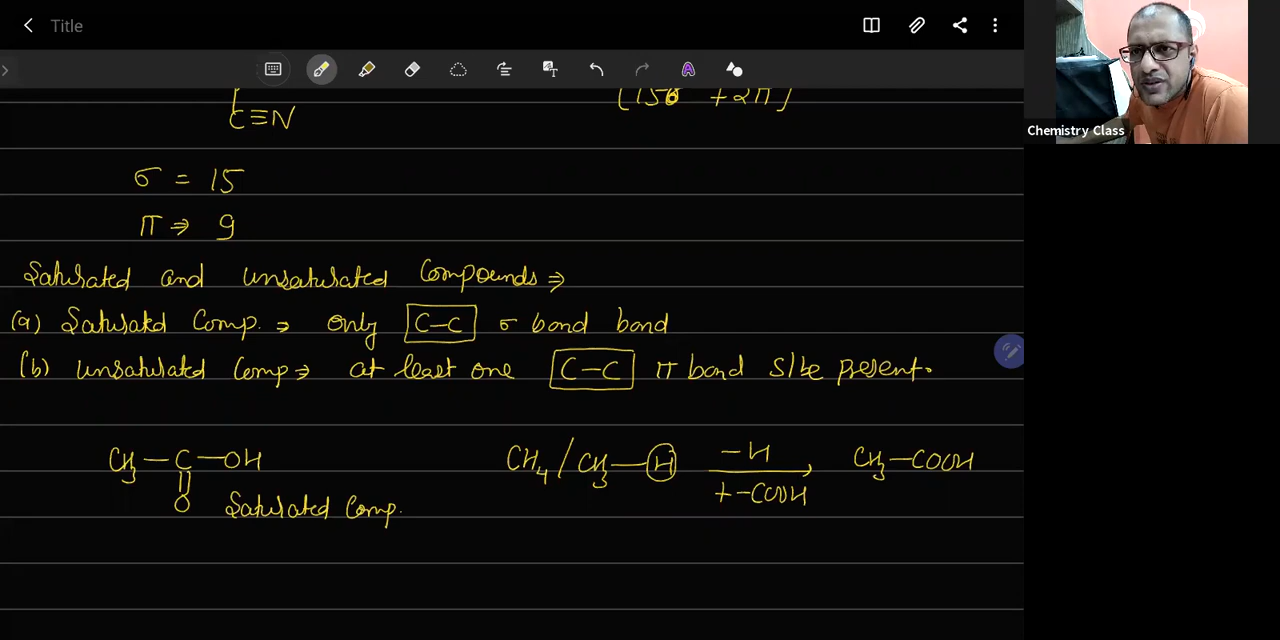 Title
Chemistry Class
C≡N
(15σ + 2π)
σ = 15
π ⇒ 9
Saturated and unsaturated Compounds ⇒
(a) Saturated Comp. ⇒ only C–C σ bond bond
(b) Unsaturated Comp ⇒ at least one C–C π bond s/be present.
CH3–C–OH
O
Saturated Comp.
CH4/CH3–H –H CH3–COOH
+–COOH